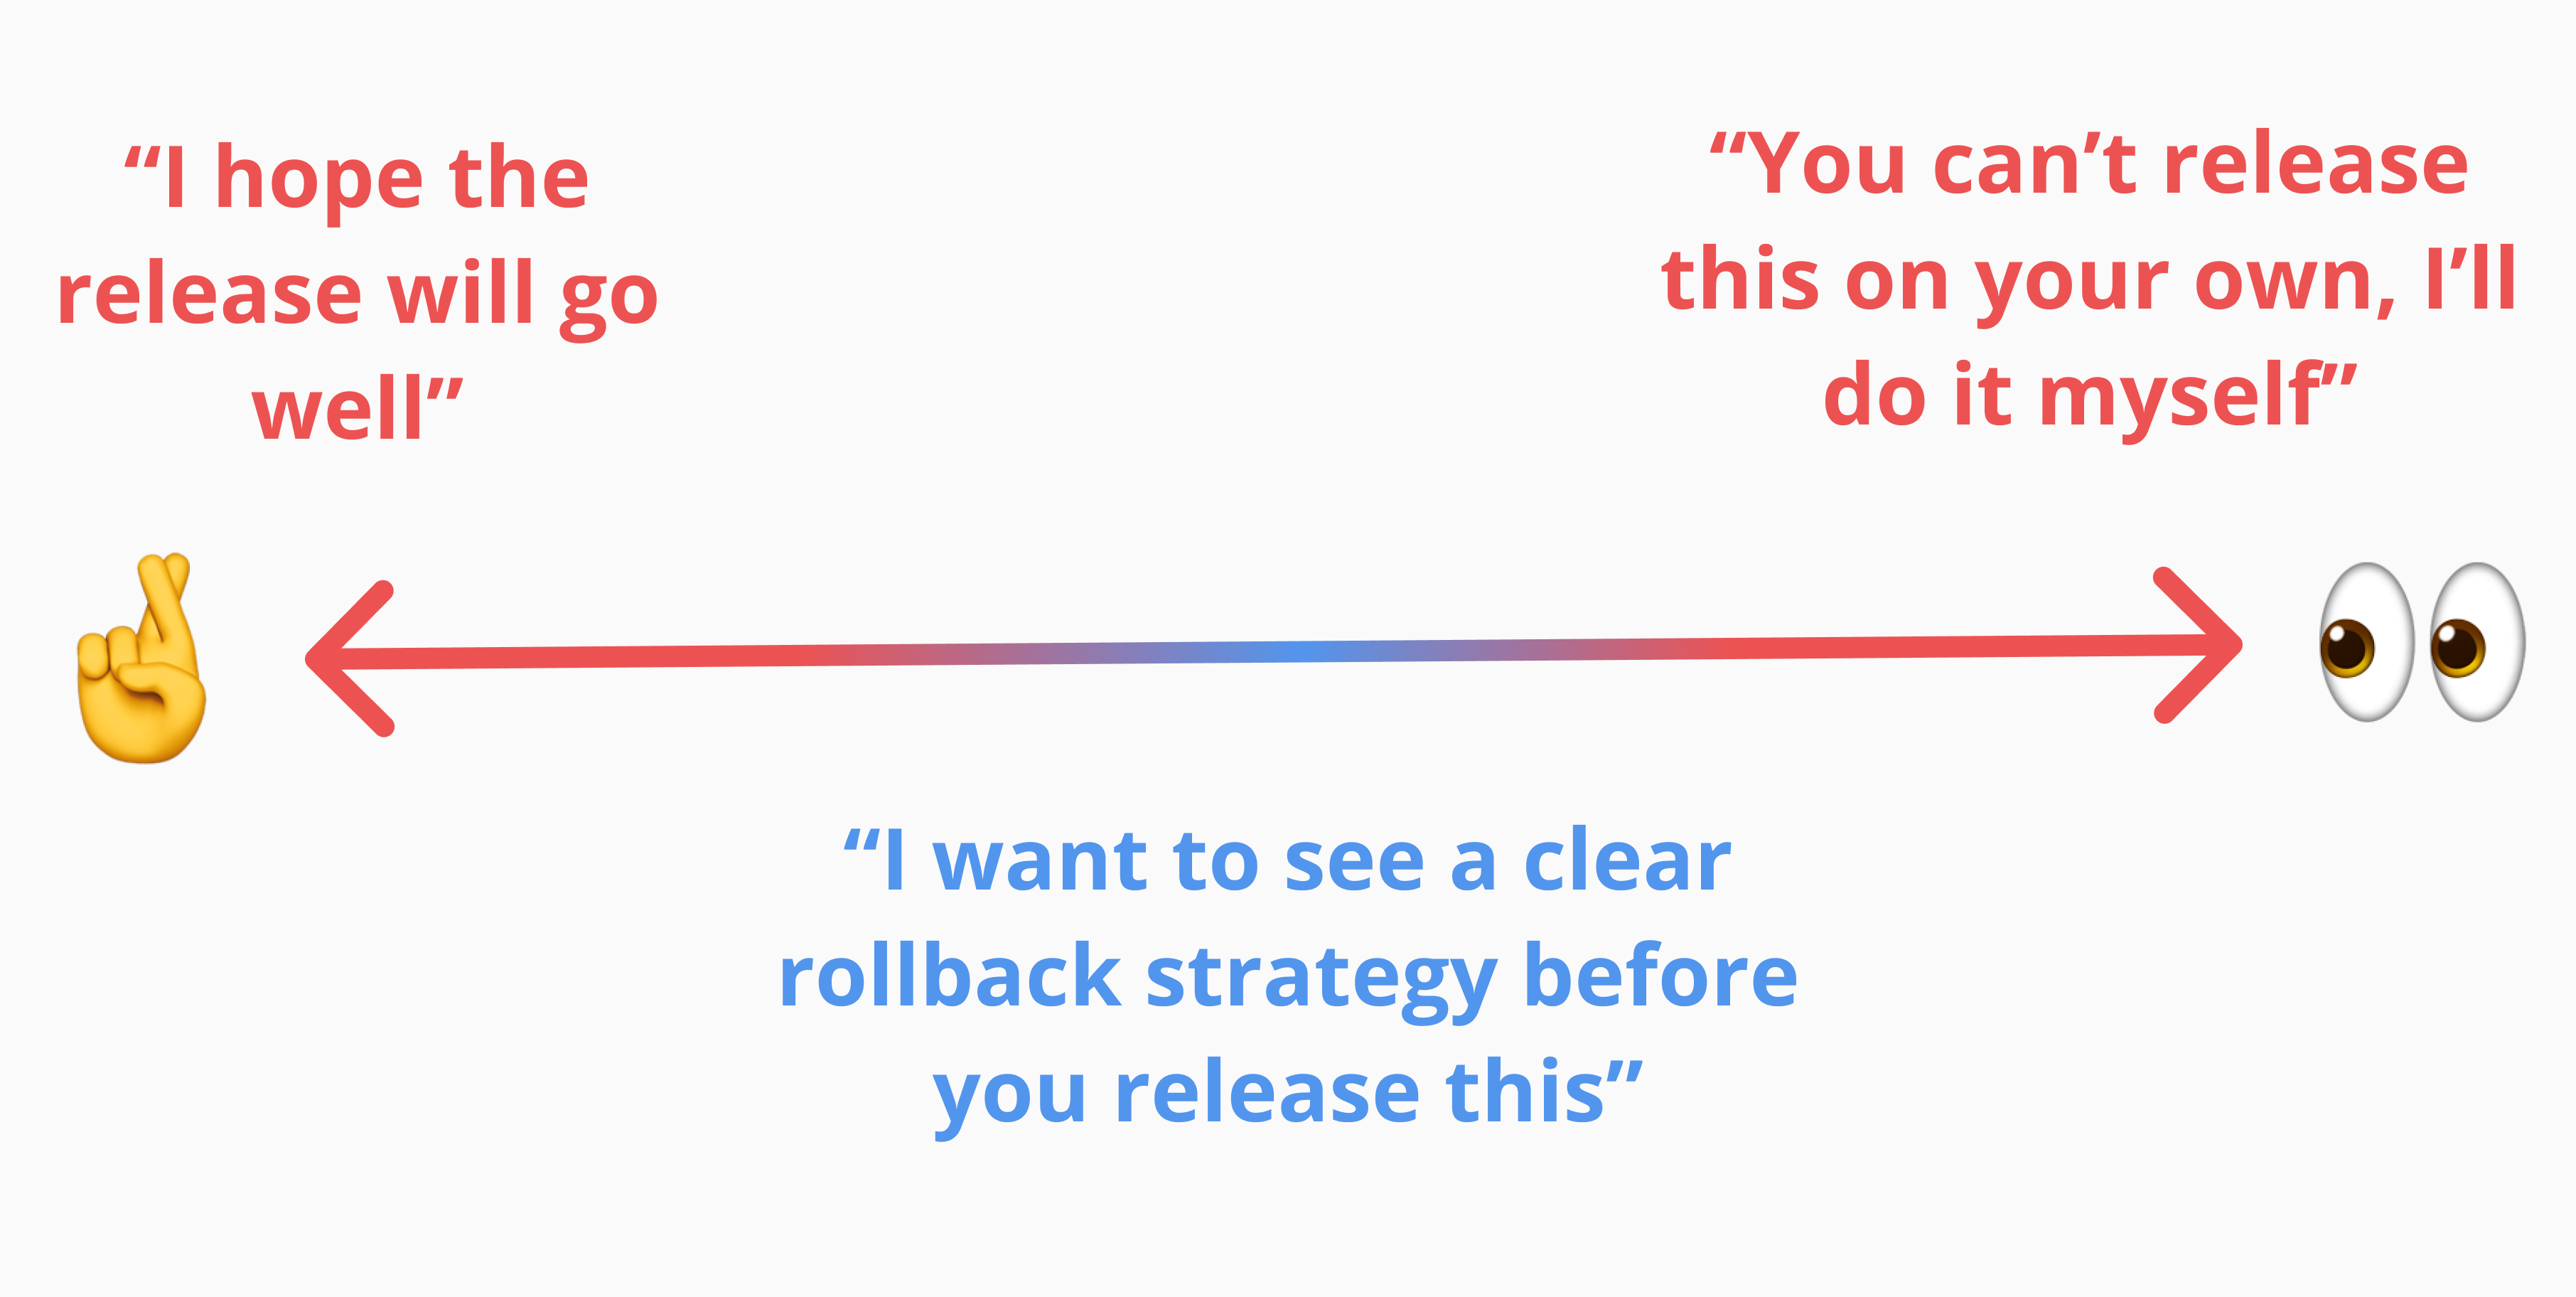 “I hope the
release will go
well”
“You can’t release
this on your own, I’ll
do it myself”
“I want to see a clear
rollback strategy before
you release this”